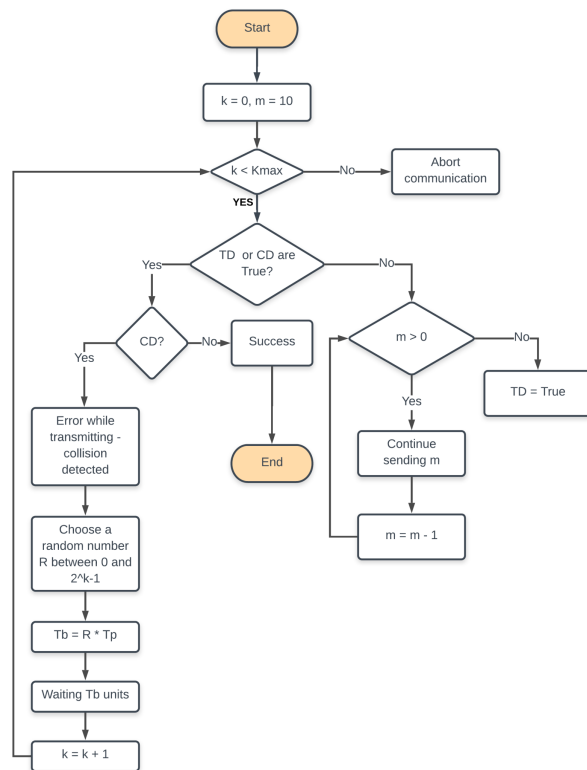 Start
k = 0, m = 10
k < Kmax
No
Abort
communication
YES
TD or CD are
True?
Yes
No
CD?
No
Success
m > 0
No
Yes
TD = True
Yes
Error while
transmitting -
collision
detected
End
Continue
sending m
Choose a
random number
R between 0 and
2^k-1
m = m - 1
Tb = R * Tp
Waiting Tb units
k = k + 1